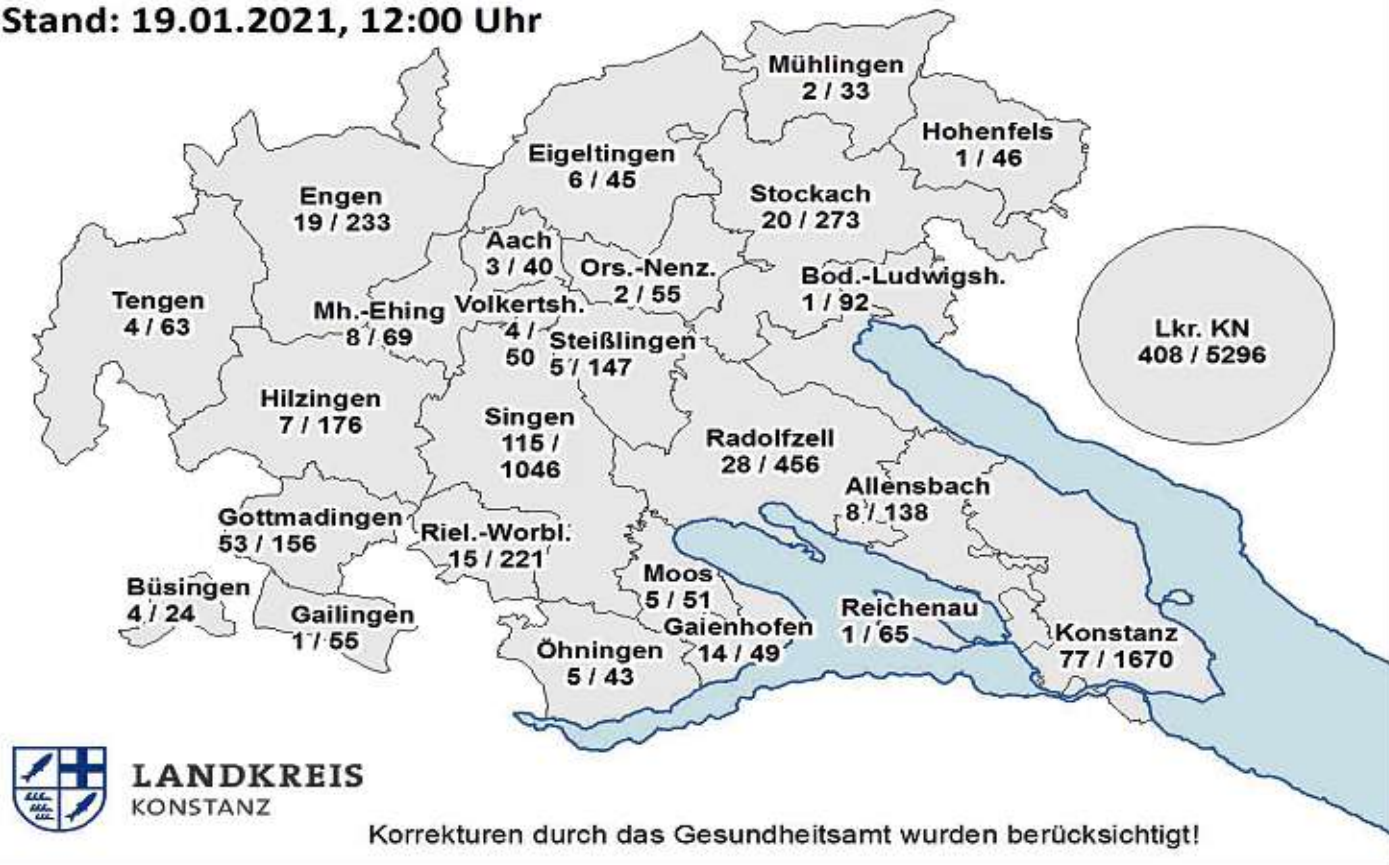 Stand: 19.01.2021, 12:00 Uhr
Mühlingen
2 / 33
Hohenfels
1 / 46
Eigeltingen
6 / 45
Engen
19 / 233
Stockach
20 / 273
Aach
3 / 40
Ors.-Nenz.
2 / 55
Bod.-Ludwigsh.
1 / 92
Tengen
4 / 63
Mh.-Ehing
8 / 69
Volkertsh.
4 /
50
Steißlingen
5 / 147
Lkr. KN
408 / 5296
Hilzingen
7 / 176
Singen
115 /
1046
Radolfzell
28 / 456
Allensbach
8 / 138
Gottmadingen
53 / 156
Riel.-Worbl.
15 / 221
Büsingen
4 / 24
Gailingen
1 / 55
Moos
5 / 51
Gaienhofen
14 / 49
Reichenau
1 / 65
Konstanz
77 / 1670
Öhningen
5 / 43
LANDKREIS
KONSTANZ
Korrekturen durch das Gesundheitsamt wurden berücksichtigt!